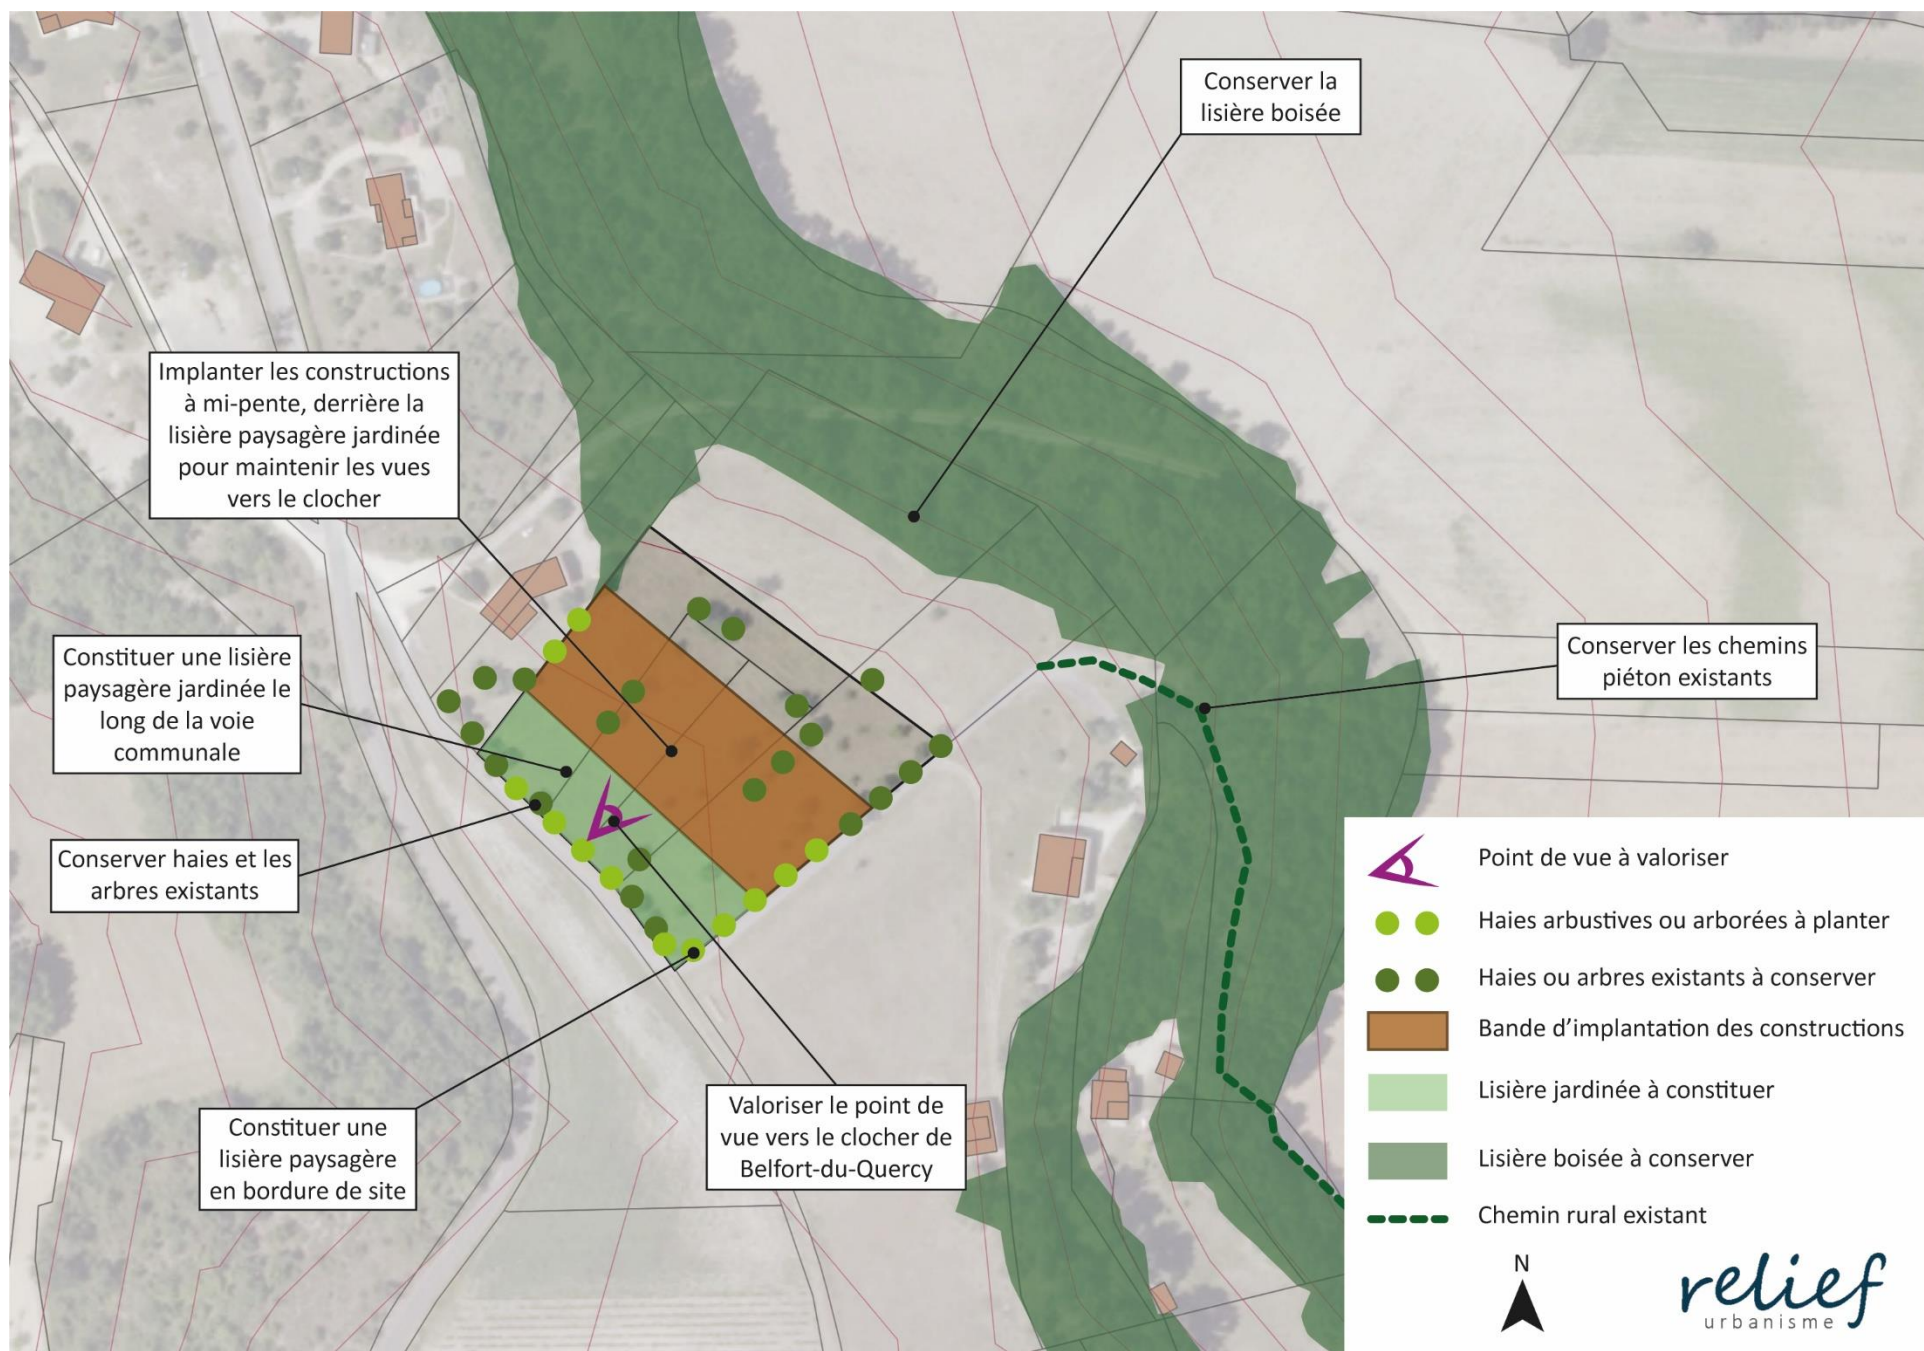 Conserver la
lisière boisée
Implanter les constructions
à mi-pente, derrière la
lisière paysagère jardinée
pour maintenir les vues
vers le clocher
Constituer une lisière
paysagère jardinée le
long de la voie
communale
Conserver les chemins
piéton existants
Conserver haies et les
arbres existants
Constituer une
lisière paysagère
en bordure de site
Valoriser le point de
vue vers le clocher de
Belfort-du-Quercy
Point de vue à valoriser
Haies arbustives ou arborées à planter
Haies ou arbres existants à conserver
Bande d’implantation des constructions
Lisière jardinée à constituer
Lisière boisée à conserver
Chemin rural existant
N
relief
urbanisme